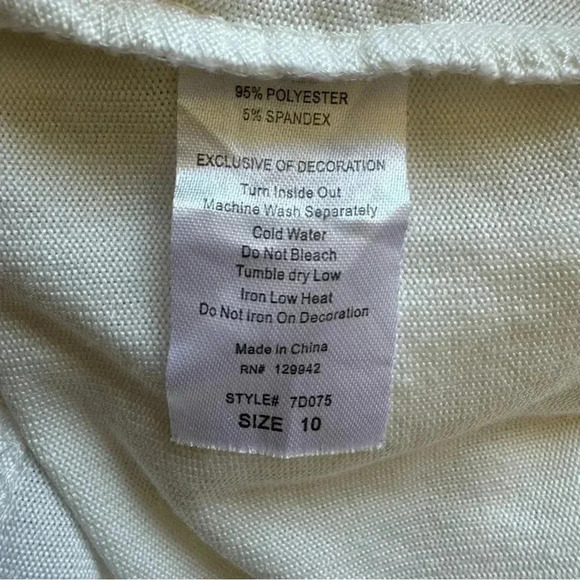 95% POLYESTER
5% SPANDEX
EXCLUSIVE OF DECORATION
Turn Inside Out
Machine Wash Separately
Cold Water
Do Not Bleach
Tumble dry Low
Iron Low Heat
Do Not Iron On Decoration
Made in China
RN# 129942
STYLE# 7D075
SIZE 10